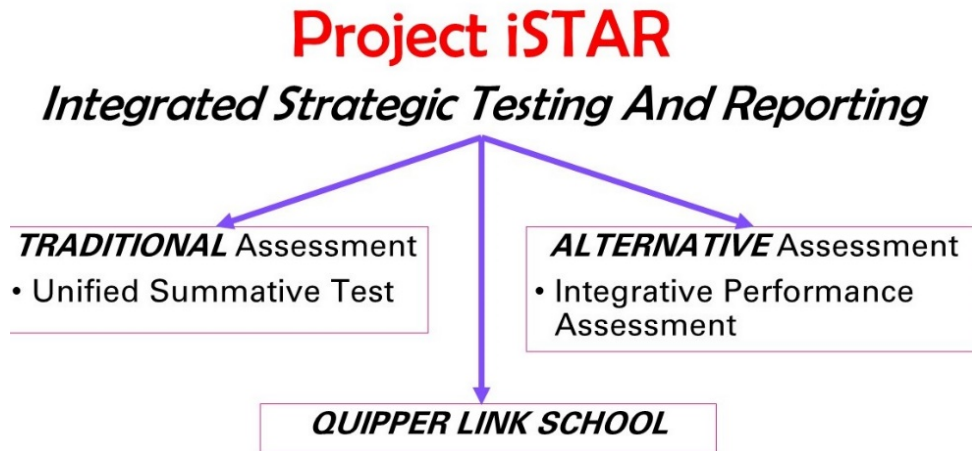 Project iSTAR
Integrated Strategic Testing And Reporting
TRADITIONAL Assessment
• Unified Summative Test
ALTERNATIVE Assessment
• Integrative Performance
Assessment
QUIPPER LINK SCHOOL